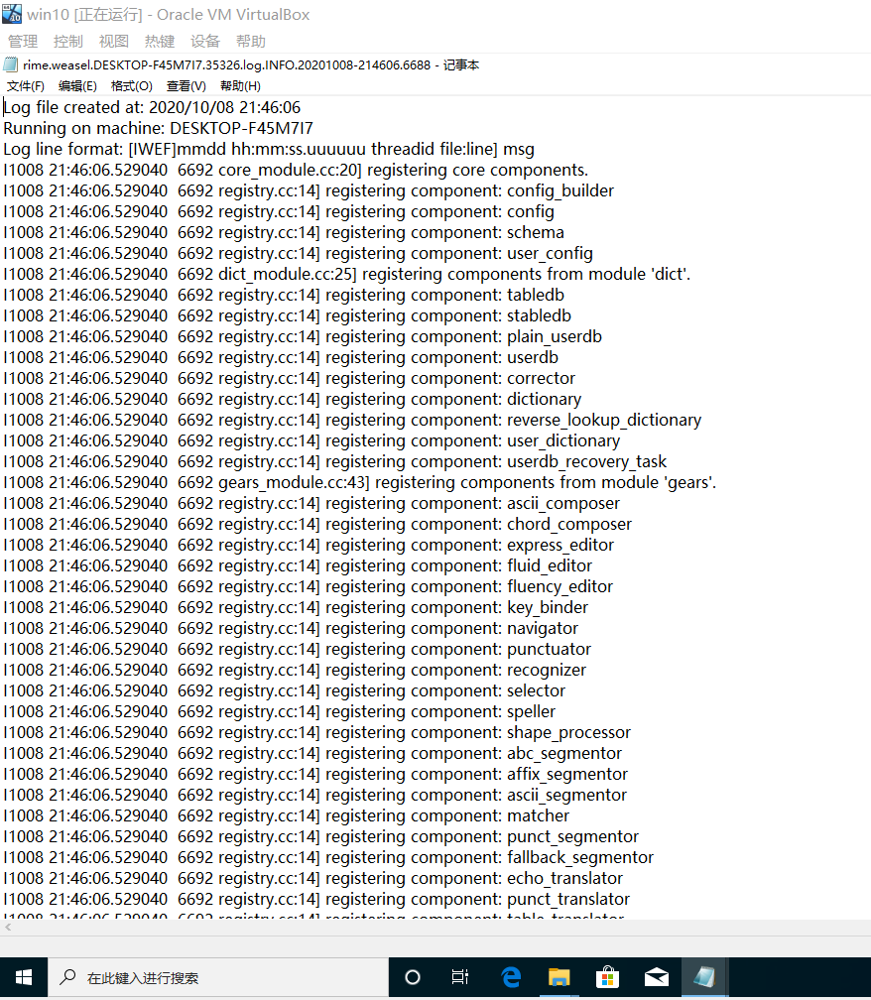 win10 [正在运行] - Oracle VM VirtualBox
管理 控制 视图 热键 设备 帮助
rime.weasel.DESKTOP-F45M7I7.35326.log.INFO.20201008-214606.6688 - 记事本
文件(F) 编辑(E) 格式(O) 查看(V) 帮助(H)
Log file created at: 2020/10/08 21:46:06
Running on machine: DESKTOP-F45M7I7
Log line format: [IWEF]mmdd hh:mm:ss.uuuuuu threadid file:line] msg
I1008 21:46:06.529040  6692 core_module.cc:20] registering core components.
I1008 21:46:06.529040  6692 registry.cc:14] registering component: config_builder
I1008 21:46:06.529040  6692 registry.cc:14] registering component: config
I1008 21:46:06.529040  6692 registry.cc:14] registering component: schema
I1008 21:46:06.529040  6692 registry.cc:14] registering component: user_config
I1008 21:46:06.529040  6692 dict_module.cc:25] registering components from module 'dict'.
I1008 21:46:06.529040  6692 registry.cc:14] registering component: tabledb
I1008 21:46:06.529040  6692 registry.cc:14] registering component: stabledb
I1008 21:46:06.529040  6692 registry.cc:14] registering component: plain_userdb
I1008 21:46:06.529040  6692 registry.cc:14] registering component: userdb
I1008 21:46:06.529040  6692 registry.cc:14] registering component: corrector
I1008 21:46:06.529040  6692 registry.cc:14] registering component: dictionary
I1008 21:46:06.529040  6692 registry.cc:14] registering component: reverse_lookup_dictionary
I1008 21:46:06.529040  6692 registry.cc:14] registering component: user_dictionary
I1008 21:46:06.529040  6692 registry.cc:14] registering component: userdb_recovery_task
I1008 21:46:06.529040  6692 gears_module.cc:43] registering components from module 'gears'.
I1008 21:46:06.529040  6692 registry.cc:14] registering component: ascii_composer
I1008 21:46:06.529040  6692 registry.cc:14] registering component: chord_composer
I1008 21:46:06.529040  6692 registry.cc:14] registering component: express_editor
I1008 21:46:06.529040  6692 registry.cc:14] registering component: fluid_editor
I1008 21:46:06.529040  6692 registry.cc:14] registering component: fluency_editor
I1008 21:46:06.529040  6692 registry.cc:14] registering component: key_binder
I1008 21:46:06.529040  6692 registry.cc:14] registering component: navigator
I1008 21:46:06.529040  6692 registry.cc:14] registering component: punctuator
I1008 21:46:06.529040  6692 registry.cc:14] registering component: recognizer
I1008 21:46:06.529040  6692 registry.cc:14] registering component: selector
I1008 21:46:06.529040  6692 registry.cc:14] registering component: speller
I1008 21:46:06.529040  6692 registry.cc:14] registering component: shape_processor
I1008 21:46:06.529040  6692 registry.cc:14] registering component: abc_segmentor
I1008 21:46:06.529040  6692 registry.cc:14] registering component: affix_segmentor
I1008 21:46:06.529040  6692 registry.cc:14] registering component: ascii_segmentor
I1008 21:46:06.529040  6692 registry.cc:14] registering component: matcher
I1008 21:46:06.529040  6692 registry.cc:14] registering component: punct_segmentor
I1008 21:46:06.529040  6692 registry.cc:14] registering component: fallback_segmentor
I1008 21:46:06.529040  6692 registry.cc:14] registering component: echo_translator
I1008 21:46:06.529040  6692 registry.cc:14] registering component: punct_translator
I1008 21:46:06.529040  6692 registry.cc:14] registering component: table_translator
在此键入进行搜索